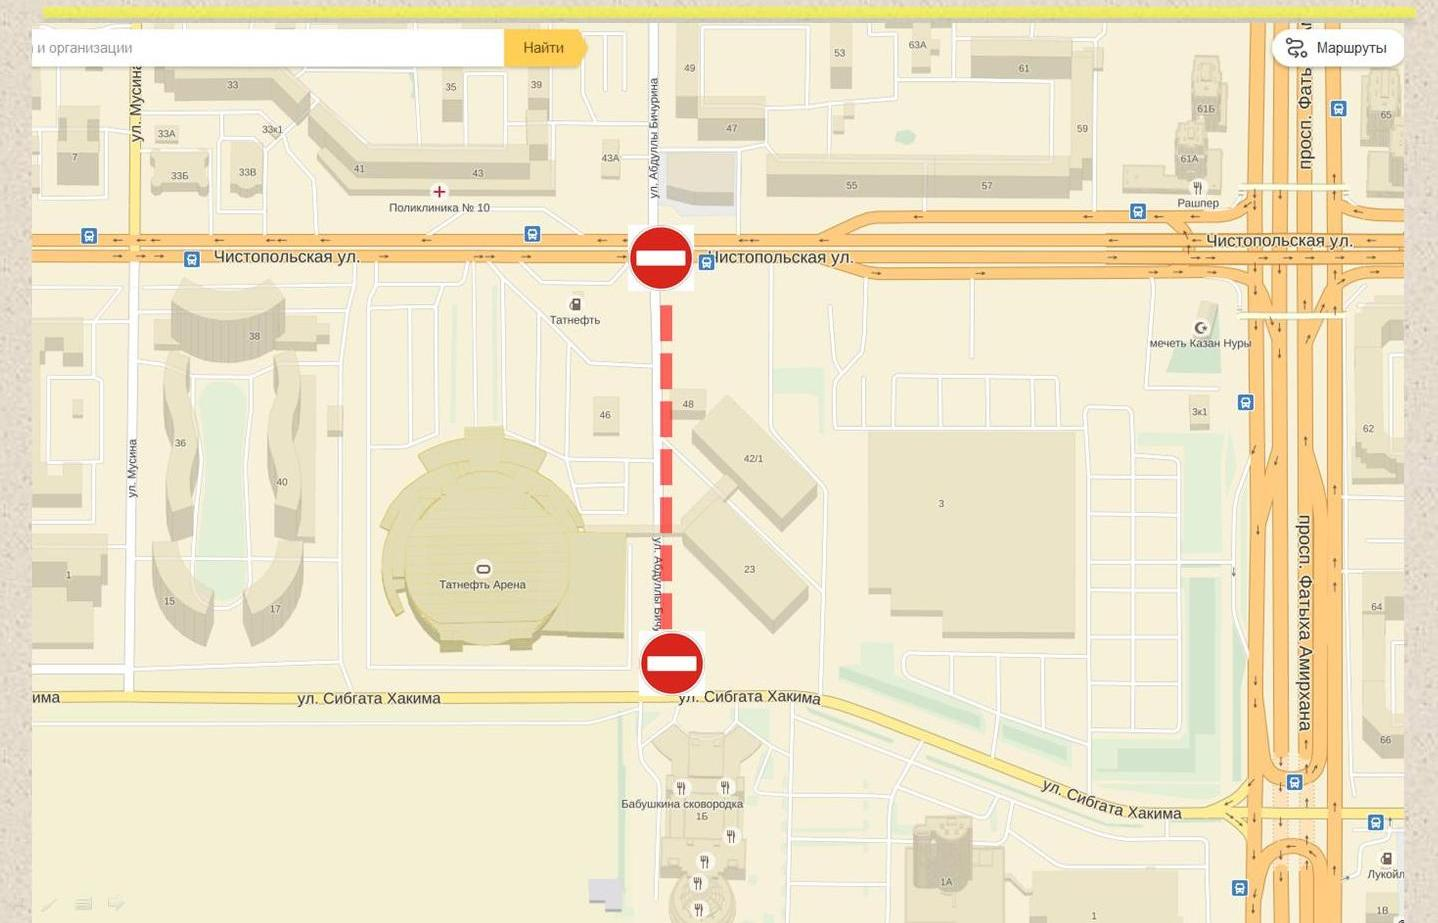 и организации
Найти
Маршруты
ул. Мусина
ул. Абдуллы Бичурина
33
35
39
49
53
63А
61
61Б
65
33А
33к1
47
59
7
33Б
33В
41
43
43А
55
57
61А
Поликлиника № 10
Рашпер
Чистопольская ул.
Чистопольская ул.
Чистопольская ул.
Татнефть
мечеть Казан Нуры
38
46
48
3к1
62
36
40
42/1
3
ул. Мусина
Татнефть Арена
23
1
15
17
64
просп. Фатыха Амирхана
ул. Сибгата Хакима
ул. Сибгата Хакима
66
ул. Сибгата Хакима
Бабушкина сковородка
1Б
Лукойл
1А
1
1В